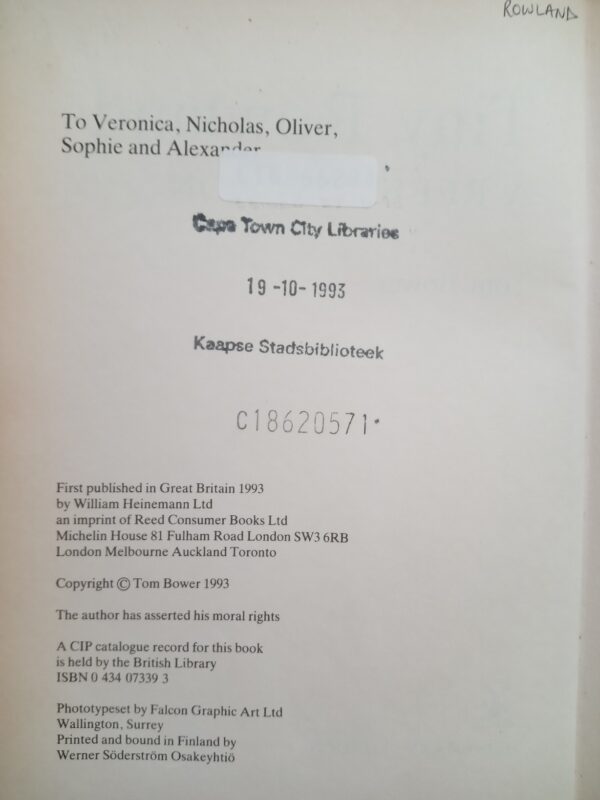 ROWLAND
To Veronica, Nicholas, Oliver,
Sophie and Alexander
Cape Town City Libraries
19-10-1993
Kaapse Stadsbiblioteek
C18620571
First published in Great Britain 1993
by William Heinemann Ltd
an imprint of Reed Consumer Books Ltd
Michelin House 81 Fulham Road London SW3 6RB
London Melbourne Auckland Toronto
Copyright © Tom Bower 1993
The author has asserted his moral rights
A CIP catalogue record for this book
is held by the British Library
ISBN 0 434 07339 3
Phototypeset by Falcon Graphic Art Ltd
Wallington, Surrey
Printed and bound in Finland by
Werner Söderström Osakeyhtiö